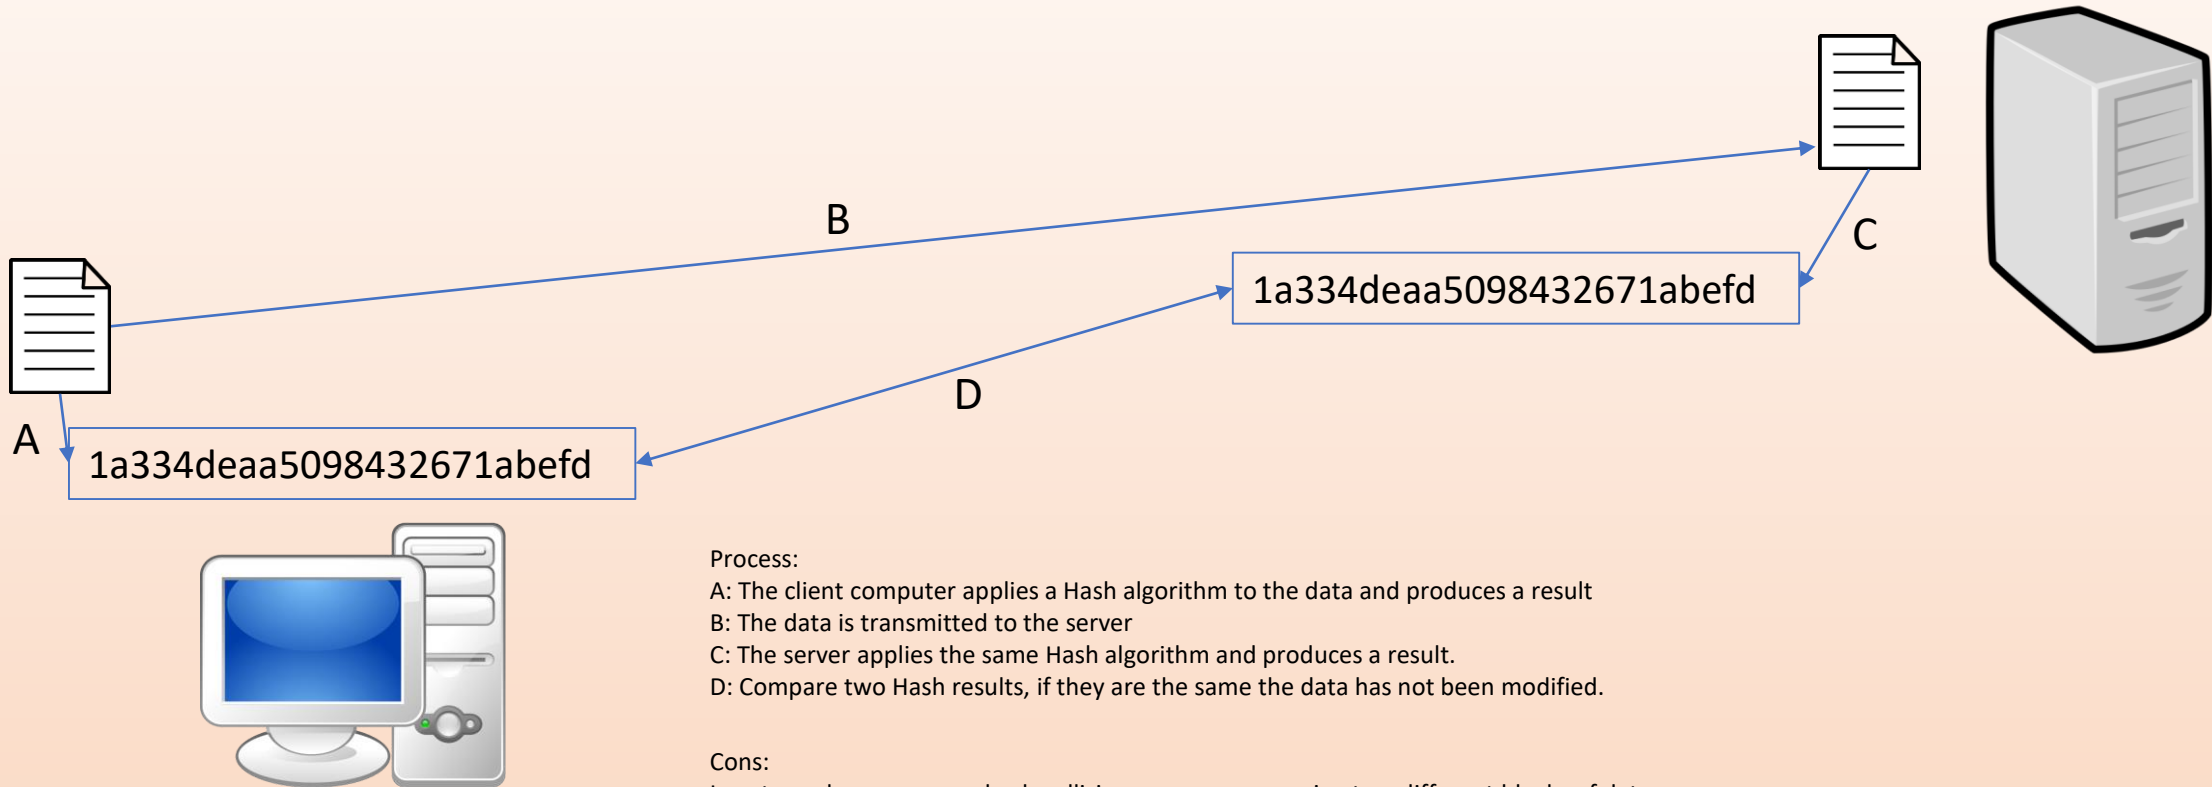 B
C
1a334deaa5098432671abefd
D
A
1a334deaa5098432671abefd
Process:
A: The client computer applies a Hash algorithm to the data and produces a result
B: The data is transmitted to the server
C: The server applies the same Hash algorithm and produces a result.
D: Compare two Hash results, if they are the same the data has not been modified.
Cons: